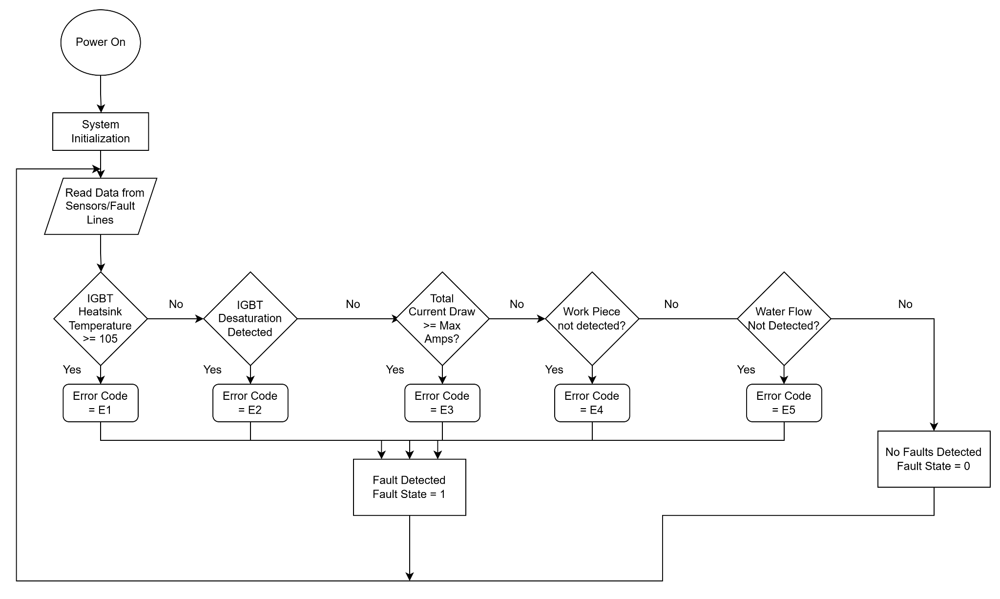 Power On
System
Initialization
Read Data from
Sensors/Fault
Lines
IGBT
Heatsink
Temperature
>= 105
No
IGBT
Desaturation
Detected
No
Total
Current Draw
>= Max
Amps?
No
Work Piece
not detected?
No
Water Flow
Not Detected?
No
Yes
Yes
Yes
Yes
Yes
Error Code
= E1
Error Code
= E2
Error Code
= E3
Error Code
= E4
Error Code
= E5
No Faults Detected
Fault State = 0
Fault Detected
Fault State = 1